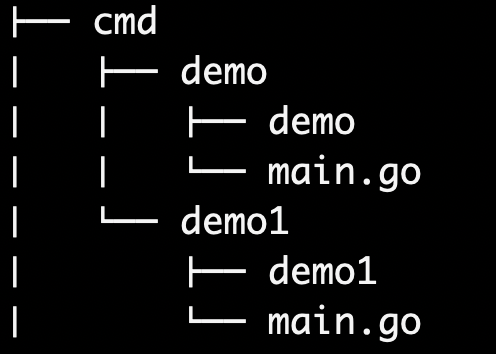 ├── cmd
│   ├── demo
│   │   ├── demo
│   │   └── main.go
│   └── demo1
│       ├── demo1
│       └── main.go